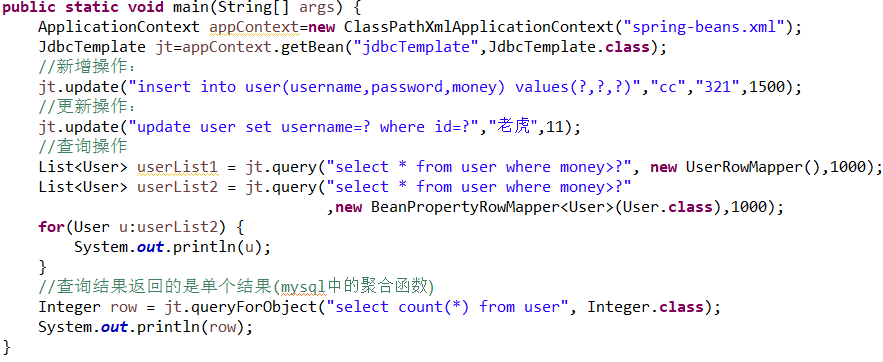 public static void main(String[] args) {
    ApplicationContext appContext=new ClassPathXmlApplicationContext("spring-beans.xml");
    JdbcTemplate jt=appContext.getBean("jdbcTemplate",JdbcTemplate.class);
    //新增操作:
    jt.update("insert into user(username,password,money) values(?,?,?)","cc","321",1500);
    //更新操作:
    jt.update("update user set username=? where id=?","老虎",11);
    //查询操作
    List<User> userList1 = jt.query("select * from user where money>?", new UserRowMapper(),1000);
    List<User> userList2 = jt.query("select * from user where money>?"
                                    ,new BeanPropertyRowMapper<User>(User.class),1000);
    for(User u:userList2) {
        System.out.println(u);
    }
    //查询结果返回的是单个结果(mysql中的聚合函数)
    Integer row = jt.queryForObject("select count(*) from user", Integer.class);
    System.out.println(row);
}